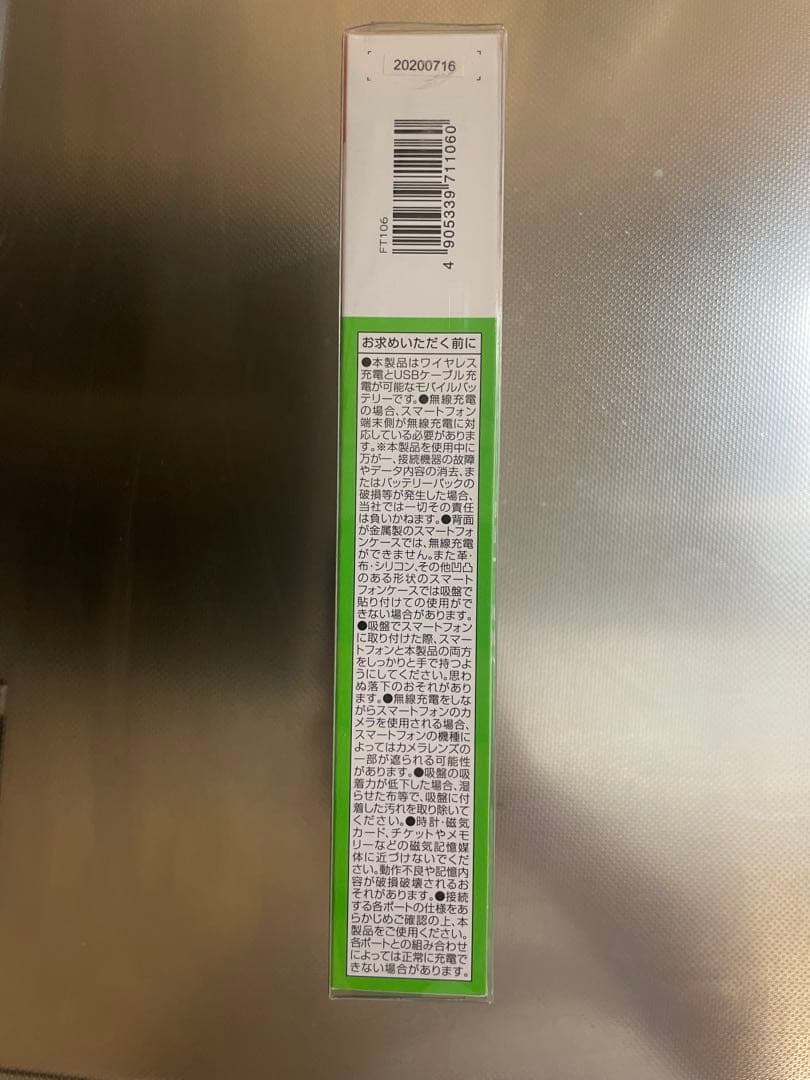 20200716
FT106
4 905339 711060
お求めいただく前に
●本製品はワイヤレス
充電とUSBケーブル充
電が可能なモバイルバッ
テリーです。●無線充電
の場合、スマートフォン
端末側が無線充電に対
応している必要がありま
す。※本製品を使用中に
万が一、接続機器の故障
やデータ内容の消去、ま
たはバッテリーパックの
破損等が発生した場合、
当社では一切その責任
は負いかねます。●背面
が金属製のスマートフォ
ンケースでは、無線充電
ができません。また革・
布・シリコン、その他凹凸
のある形状のスマート
フォンケースでは吸盤で
貼り付けての使用がで
きない場合があります。
●吸盤でスマートフォン
に取り付けた際、スマー
トフォンと本製品の両方
をしっかりと手で持つよ
うにしてください。思わ
ぬ落下のおそれがあり
ます。●無線充電をしな
がらスマートフォンのカ
メラを使用される場合、
スマートフォンの機種に
よってはカメラレンズの
一部が遮られる可能性
があります。●吸盤の吸
着力が低下した場合、湿
らせた布等で、吸盤に付
着した汚れを取り除いて
ください。●時計・磁気
カード、チケットやメモ
リーなどの磁気記憶媒
体に近づけないでくだ
さい。動作不良や記憶内
容が破損破壊されるお
それがあります。●接続
する各ポートの仕様をあ
らかじめご確認の上、本
製品をご使用ください。
各ポートとの組み合わせ
によっては正常に充電で
きない場合があります。